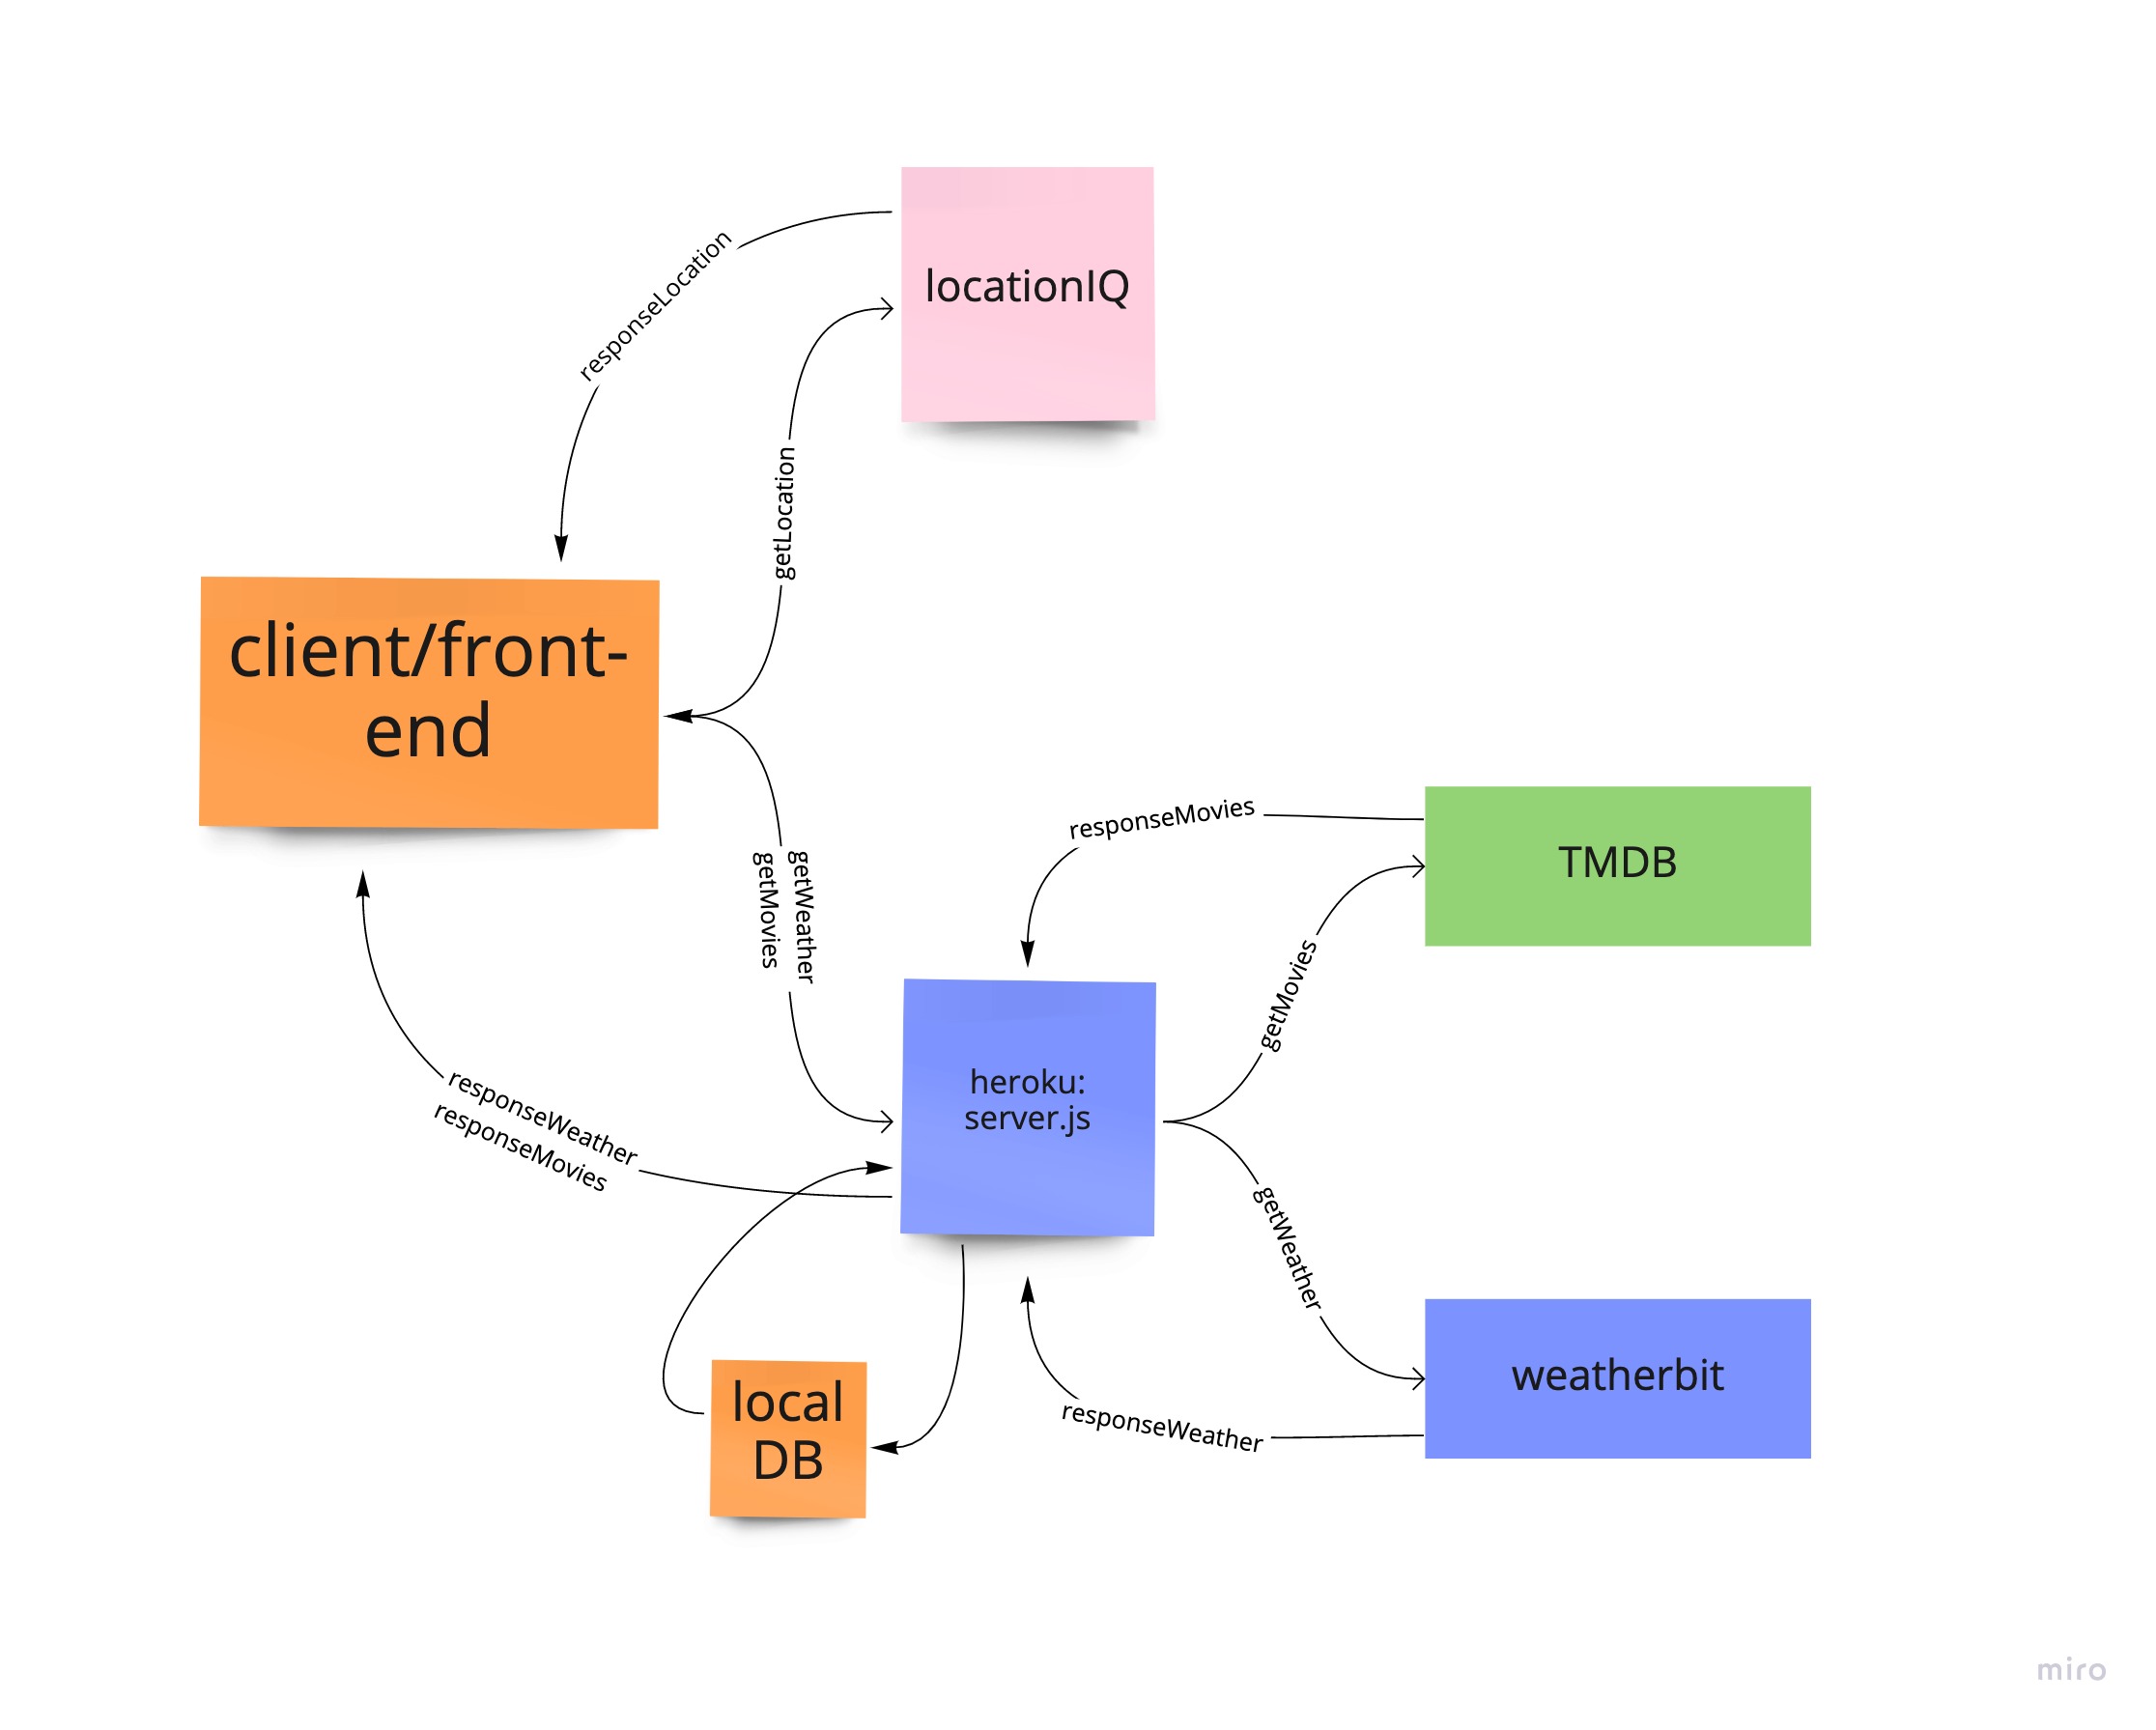 locationIQ
responseLocation
getLocation
client/front-
end
getWeather
getMovies
responseMovies
TMDB
getMovies
heroku:
server.js
responseWeather
responseMovies
getWeather
local
DB
weatherbit
responseWeather
miro